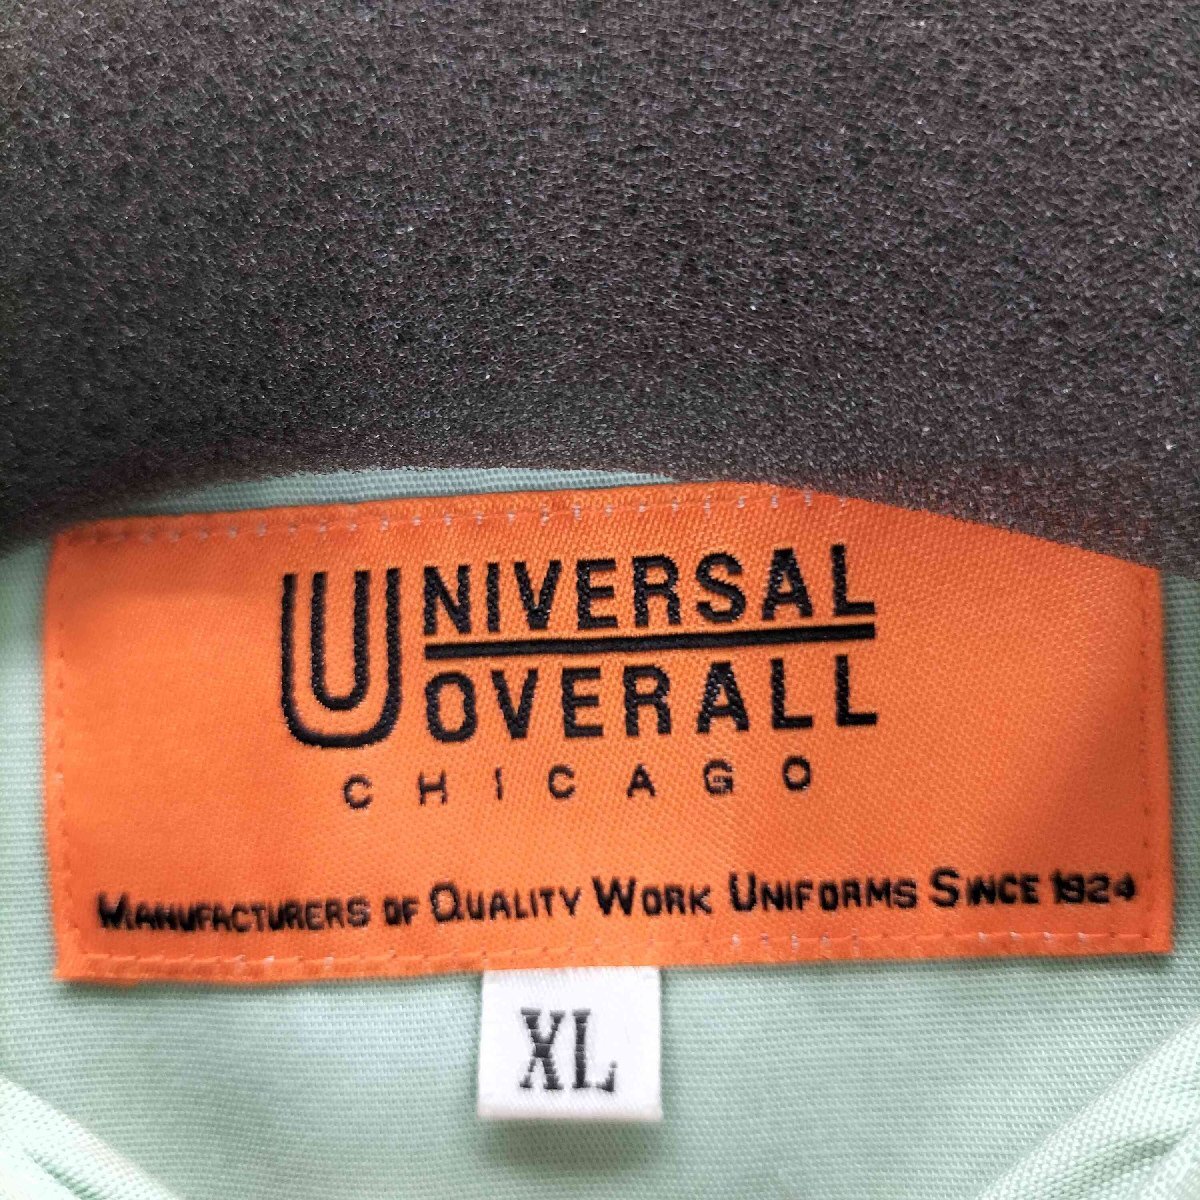 UNIVERSAL
OVERALL
CHICAGO
MANUFACTURERS OF QUALITY WORK UNIFORMS SINCE 1924
XL